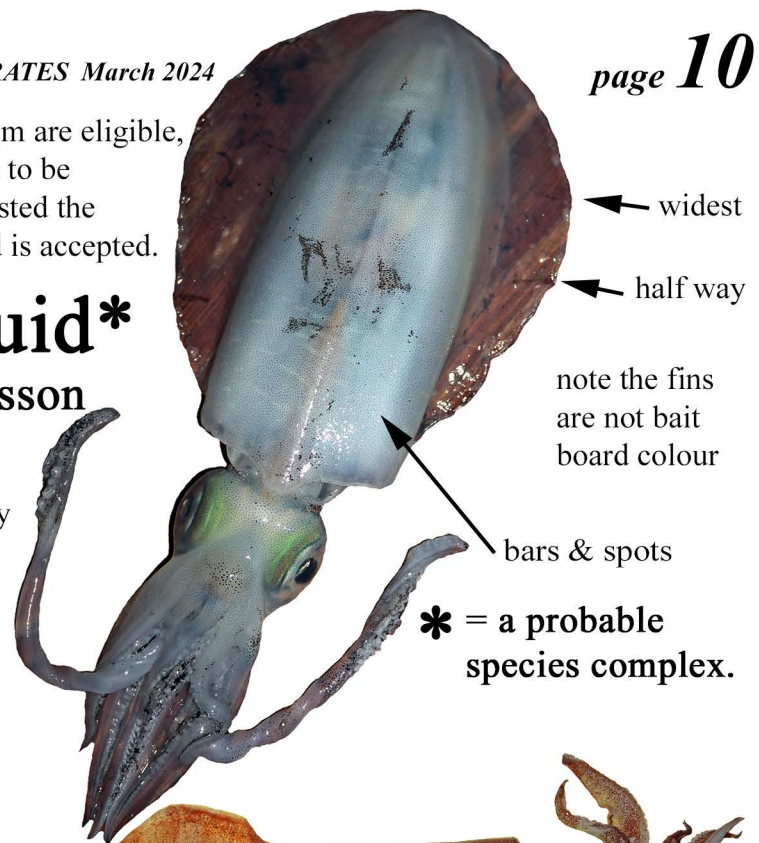 RATES March 2024
page 10
m are eligible,
to be
sted the
is accepted.
uid*
sson
y
widest
half way
note the fins
are not bait
board colour
bars & spots
* = a probable
species complex.